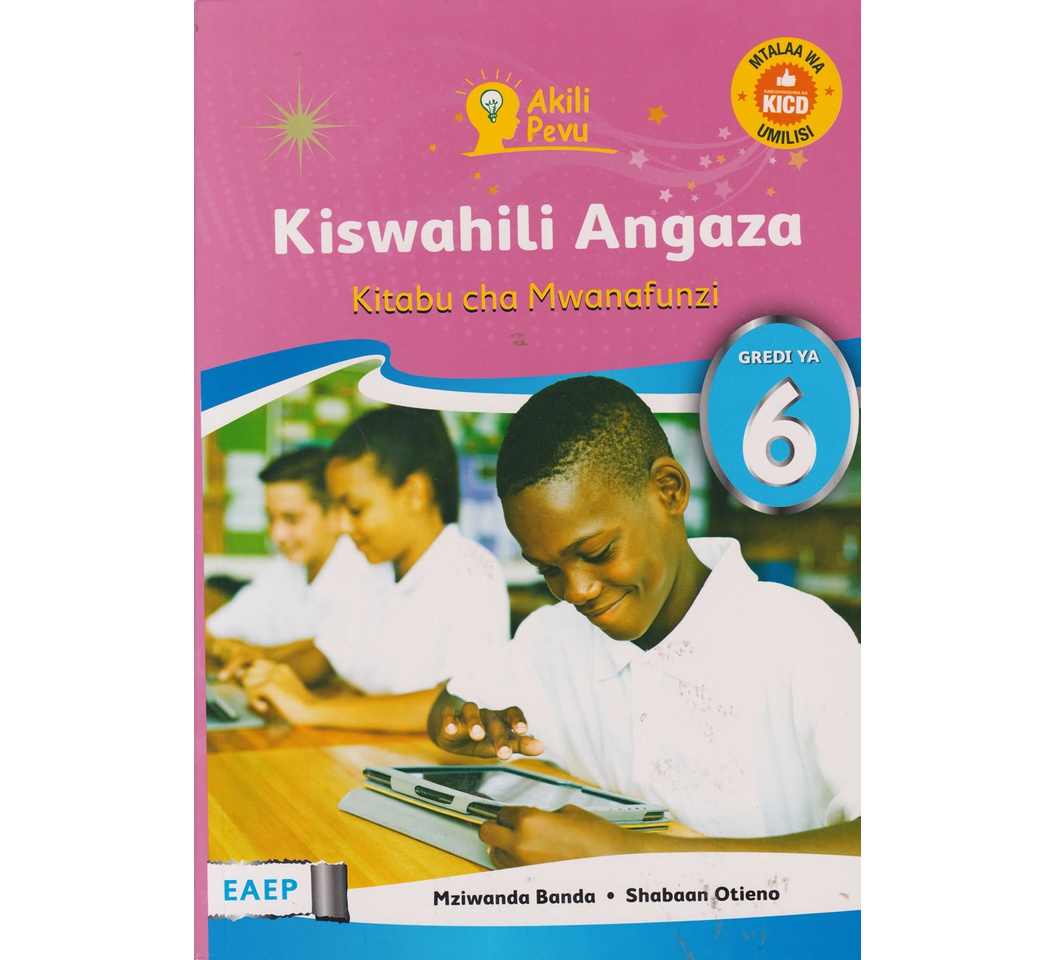 Akili
Pevu
MTALAA WA
KICD
UMILISI
Kiswahili Angaza
Kitabu cha Mwanafunzi
GREDI YA
6
EAEP
Mziwanda Banda • Shabaan Otieno